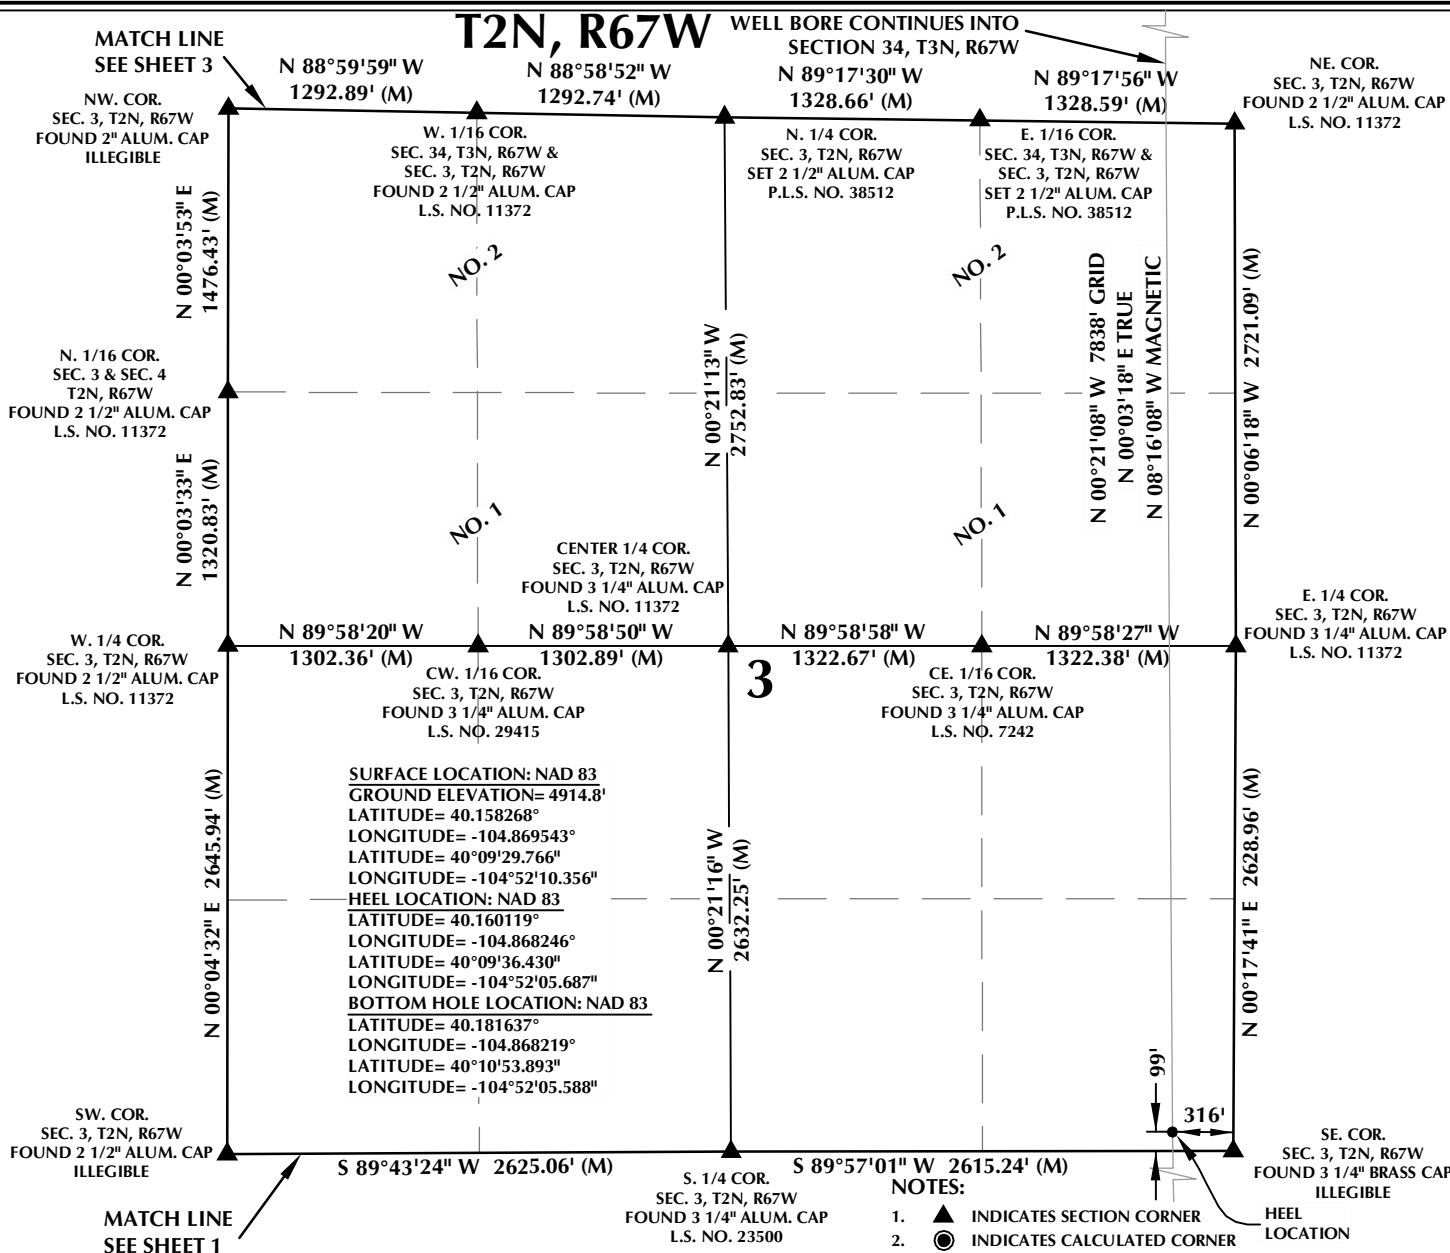 T2N, R67W
WELL BORE CONTINUES INTO
SECTION 34, T3N, R67W
MATCH LINE
SEE SHEET 3
N 88°59'59" W
1292.89' (M)
N 88°58'52" W
1292.74' (M)
N 89°17'30" W
1328.66' (M)
N 89°17'56" W
1328.59' (M)
NE. COR.
SEC. 3, T2N, R67W
FOUND 2 1/2" ALUM. CAP
L.S. NO. 11372
NW. COR.
SEC. 3, T2N, R67W
FOUND 2" ALUM. CAP
ILLEGIBLE
W. 1/16 COR.
SEC. 34, T3N, R67W &
SEC. 3, T2N, R67W
FOUND 2 1/2" ALUM. CAP
L.S. NO. 11372
N. 1/4 COR.
SEC. 3, T2N, R67W
SET 2 1/2" ALUM. CAP
P.L.S. NO. 38512
E. 1/16 COR.
SEC. 34, T3N, R67W &
SEC. 3, T2N, R67W
SET 2 1/2" ALUM. CAP
P.L.S. NO. 38512
N 00°03'53" E
1476.43' (M)
NO. 2
NO. 2
N 00°21'13" W
2752.83' (M)
N 00°21'08" W 7838' GRID
N 00°03'18" E TRUE
N 08°16'08" W MAGNETIC
N 00°06'18" W 2721.09' (M)
N. 1/16 COR.
SEC. 3 & SEC. 4
T2N, R67W
FOUND 2 1/2" ALUM. CAP
L.S. NO. 11372
N 00°03'33" E
1320.83' (M)
NO. 1
NO. 1
CENTER 1/4 COR.
SEC. 3, T2N, R67W
FOUND 3 1/4" ALUM. CAP
L.S. NO. 11372
E. 1/4 COR.
SEC. 3, T2N, R67W
FOUND 3 1/4" ALUM. CAP
L.S. NO. 11372
W. 1/4 COR.
SEC. 3, T2N, R67W
FOUND 2 1/2" ALUM. CAP
L.S. NO. 11372
N 89°58'20" W
1302.36' (M)
N 89°58'50" W
1302.89' (M)
N 89°58'58" W
1322.67' (M)
N 89°58'27" W
1322.38' (M)
3
CW. 1/16 COR.
SEC. 3, T2N, R67W
FOUND 3 1/4" ALUM. CAP
L.S. NO. 29415
CE. 1/16 COR.
SEC. 3, T2N, R67W
FOUND 3 1/4" ALUM. CAP
L.S. NO. 7242
N 00°04'32" E 2645.94' (M)
SURFACE LOCATION: NAD 83
GROUND ELEVATION= 4914.8'
LATITUDE= 40.158268°
LONGITUDE= -104.869543°
LATITUDE= 40°09'29.766"
LONGITUDE= -104°52'10.356"
HEEL LOCATION: NAD 83
LATITUDE= 40.160119°
LONGITUDE= -104.868246°
LATITUDE= 40°09'36.430"
LONGITUDE= -104°52'05.687"
BOTTOM HOLE LOCATION: NAD 83
LATITUDE= 40.181637°
LONGITUDE= -104.868219°
LATITUDE= 40°10'53.893"
LONGITUDE= -104°52'05.588"
N 00°21'16" W
2632.25' (M)
N 00°17'41" E 2628.96' (M)
99'
316'
SW. COR.
SEC. 3, T2N, R67W
FOUND 2 1/2" ALUM. CAP
ILLEGIBLE
S 89°43'24" W 2625.06' (M)
S 89°57'01" W 2615.24' (M)
SE. COR.
SEC. 3, T2N, R67W
FOUND 3 1/4" BRASS CAP
ILLEGIBLE
S. 1/4 COR.
SEC. 3, T2N, R67W
FOUND 3 1/4" ALUM. CAP
L.S. NO. 23500
MATCH LINE
SEE SHEET 1
NOTES:
1. INDICATES SECTION CORNER
2. INDICATES CALCULATED CORNER
HEEL
LOCATION